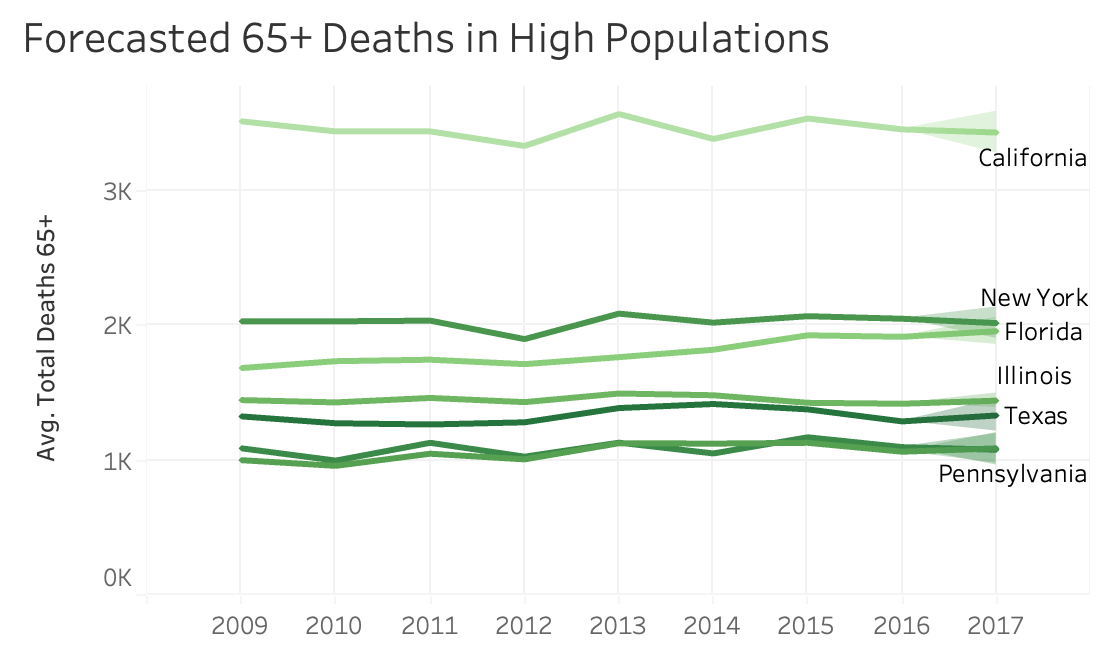 Forecasted 65+ Deaths in High Populations
Avg. Total Deaths 65+
3K
2K
1K
0K
California
New York
Florida
Illinois
Texas
Pennsylvania
2009 2010 2011 2012 2013 2014 2015 2016 2017